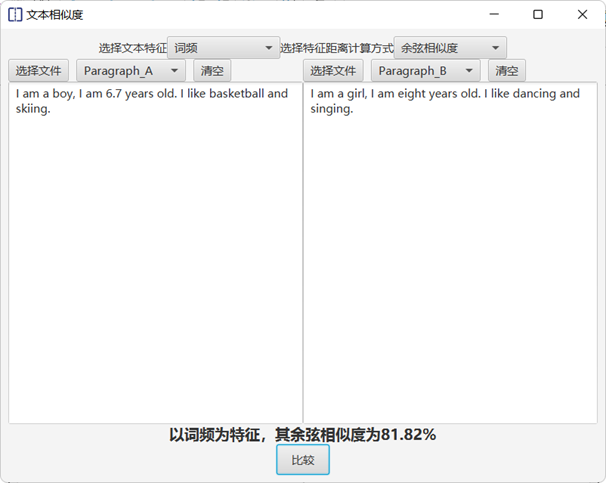 文本相似度
选择文本特征 词频 选择特征距离计算方式 余弦相似度
选择文件 Paragraph_A 清空 选择文件 Paragraph_B 清空
I am a boy, I am 6.7 years old. I like basketball and
skiing.
I am a girl, I am eight years old. I like dancing and
singing.
以词频为特征，其余弦相似度为81.82%
比较